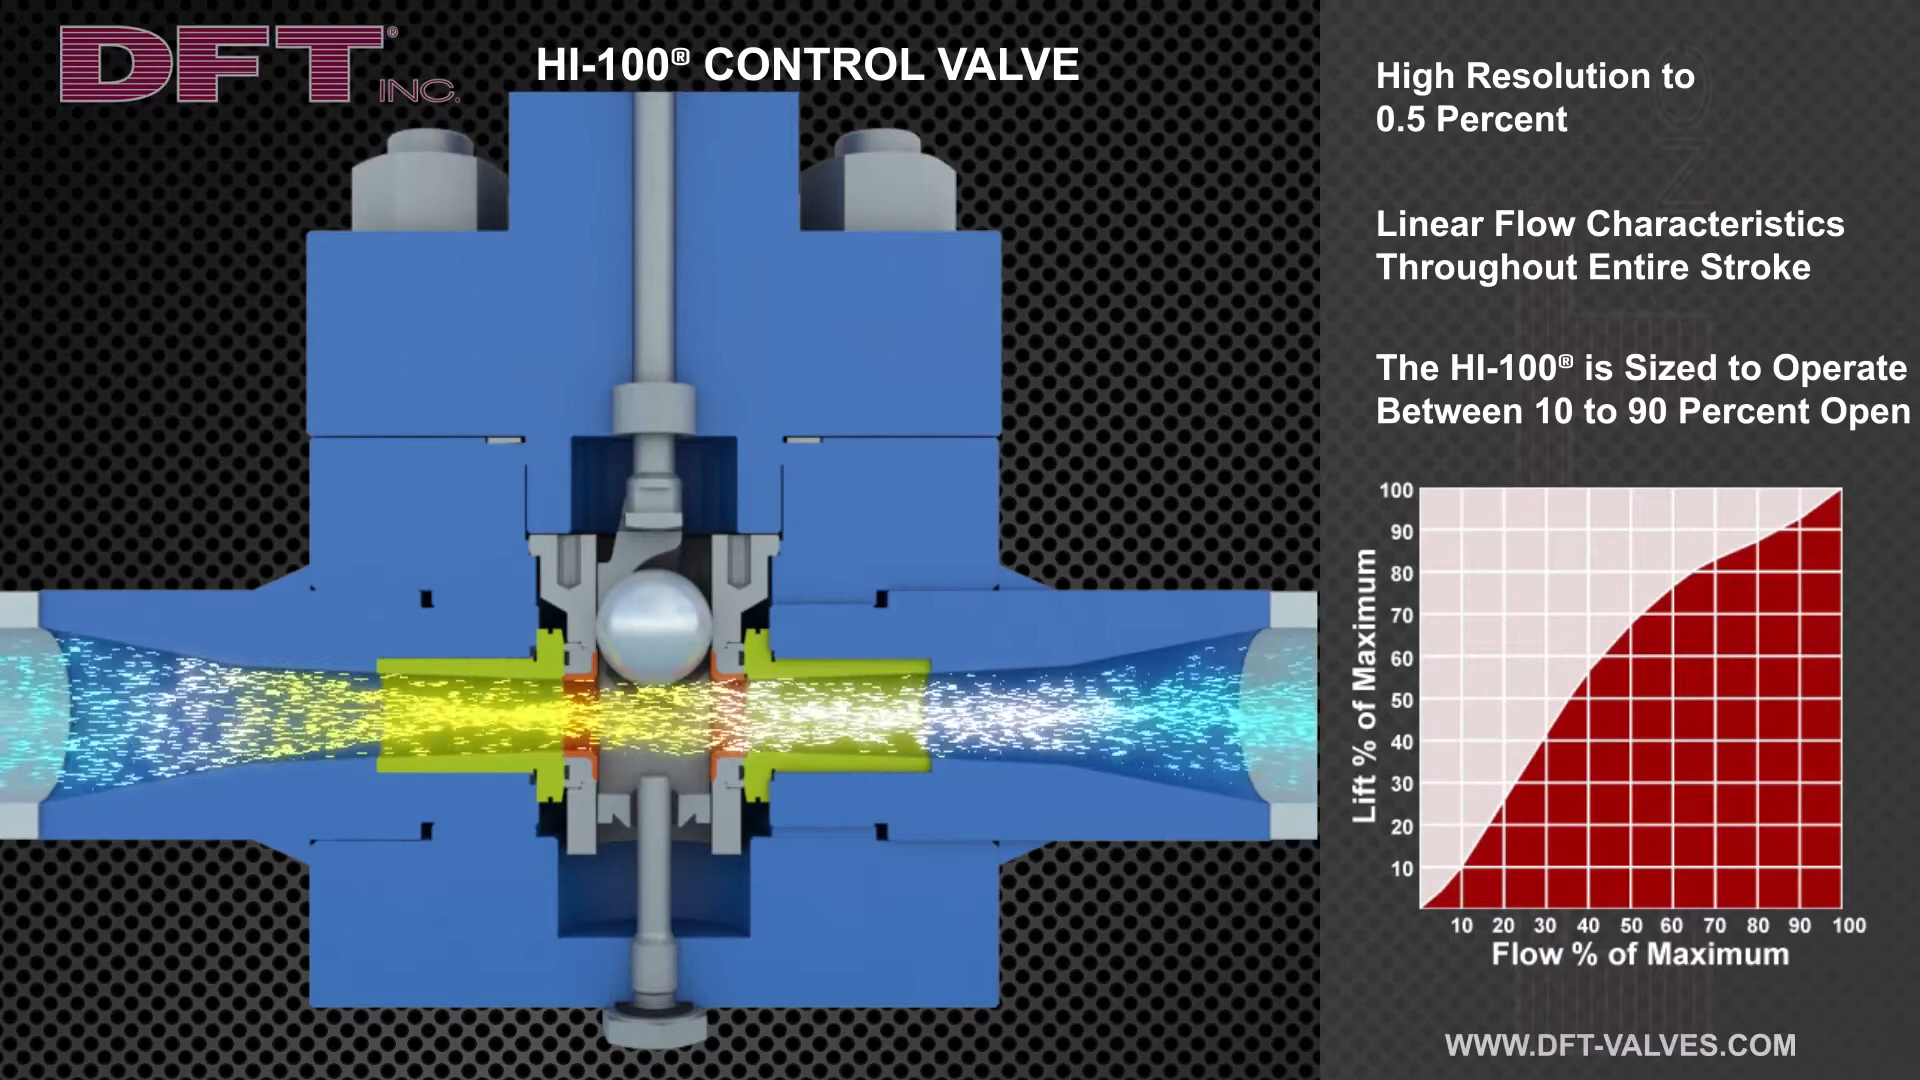 DFT® INC.
HI-100® CONTROL VALVE
High Resolution to
0.5 Percent
Linear Flow Characteristics
Throughout Entire Stroke
The HI-100® is Sized to Operate
Between 10 to 90 Percent Open
100
90
80
70
60
50
40
30
20
10
Lift % of Maximum
10 20 30 40 50 60 70 80 90 100
Flow % of Maximum
WWW.DFT-VALVES.COM